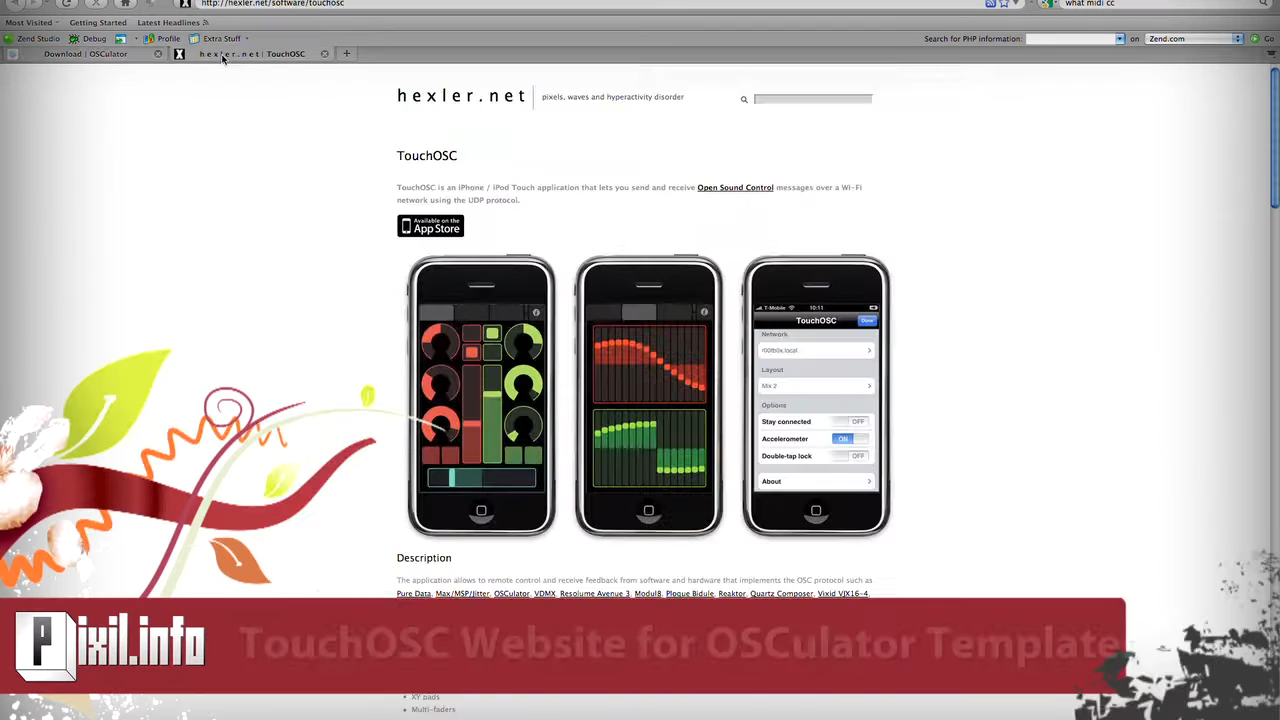 http://hexler.net/software/touchosc
what midi cc
Most Visited
Getting Started
Latest Headlines
Zend Studio
Debug
Profile
Extra Stuff
Search for PHP information:
on
Zend.com
Go
Download | OSCulator
hexler.net | TouchOSC
hexler.net
pixels, waves and hyperactivity disorder
TouchOSC
TouchOSC is an iPhone / iPod Touch application that lets you send and receive Open Sound Control messages over a Wi-Fi
network using the UDP protocol.
Available on the
App Store
T-Mobile
10:11
TouchOSC
Done
Network
r00tb0x.local
Layout
Mix 2
Options
Stay connected
OFF
Accelerometer
ON
Double-tap lock
OFF
About
Description
The application allows to remote control and receive feedback from software and hardware that implements the OSC protocol such as
Pure Data, Max/MSP/Jitter, OSCulator, VDMX, Resolume Avenue 3, Modul8, Plogue Bidule, Reaktor, Quartz Composer, Vixid VJX16-4,
Pixil.info
TouchOSC Website for OSCulator Template
XY pads
Multi-faders